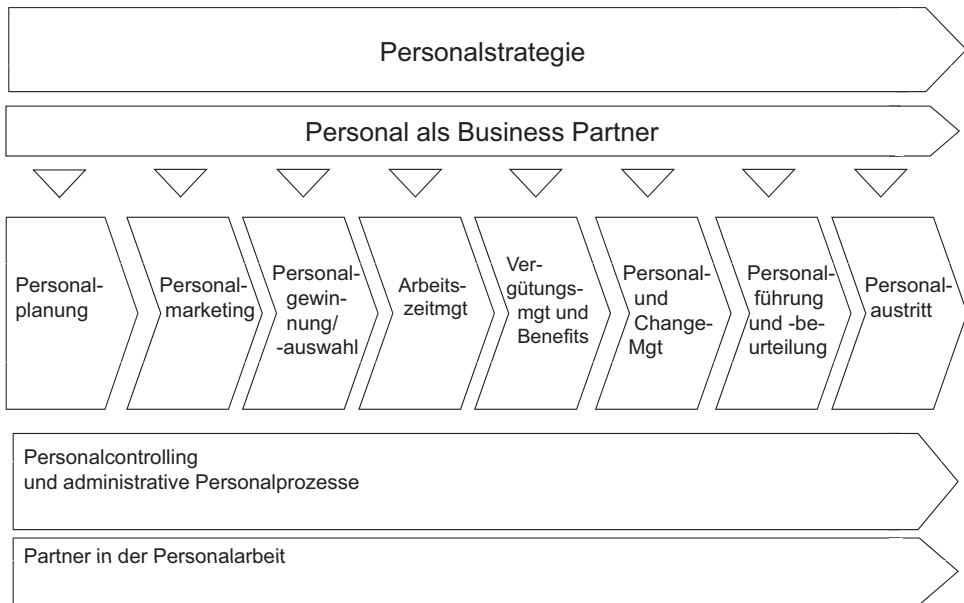 Personalstrategie
Personal als Business Partner
Personal-
planung
Personal-
marketing
Personal-
gewin-
nung/
-auswahl
Arbeits-
zeitmgt
Ver-
gütungs-
mgt und
Benefits
Personal-
und
Change-
Mgt
Personal-
führung
und -be-
urteilung
Personal-
austritt
Personalcontrolling
und administrative Personalprozesse
Partner in der Personalarbeit